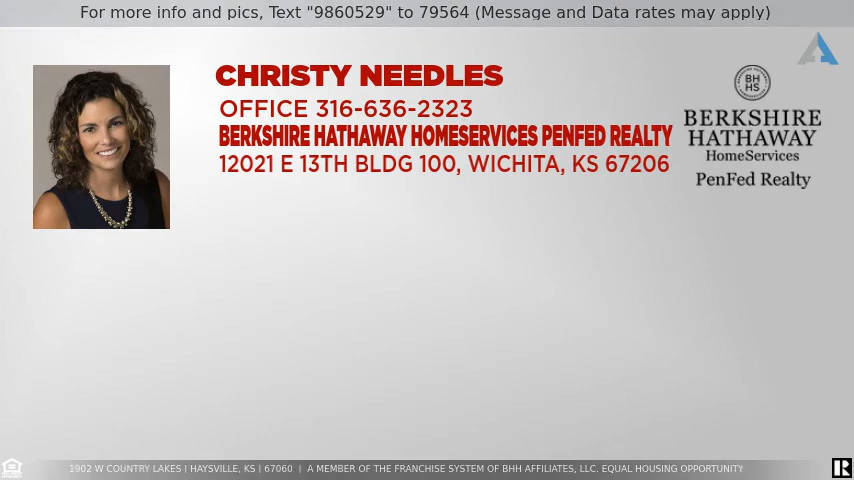 For more info and pics, Text "9860529" to 79564 (Message and Data rates may apply)
CHRISTY NEEDLES
OFFICE 316-636-2323
BERKSHIRE HATHAWAY HOMESERVICES PENFED REALTY
12021 E 13TH BLDG 100, WICHITA, KS 67206
BH
HS
BERKSHIRE
HATHAWAY
HomeServices
PenFed Realty
1902 W COUNTRY LAKES | HAYSVILLE, KS | 67060 | A MEMBER OF THE FRANCHISE SYSTEM OF BHH AFFILIATES, LLC. EQUAL HOUSING OPPORTUNITY